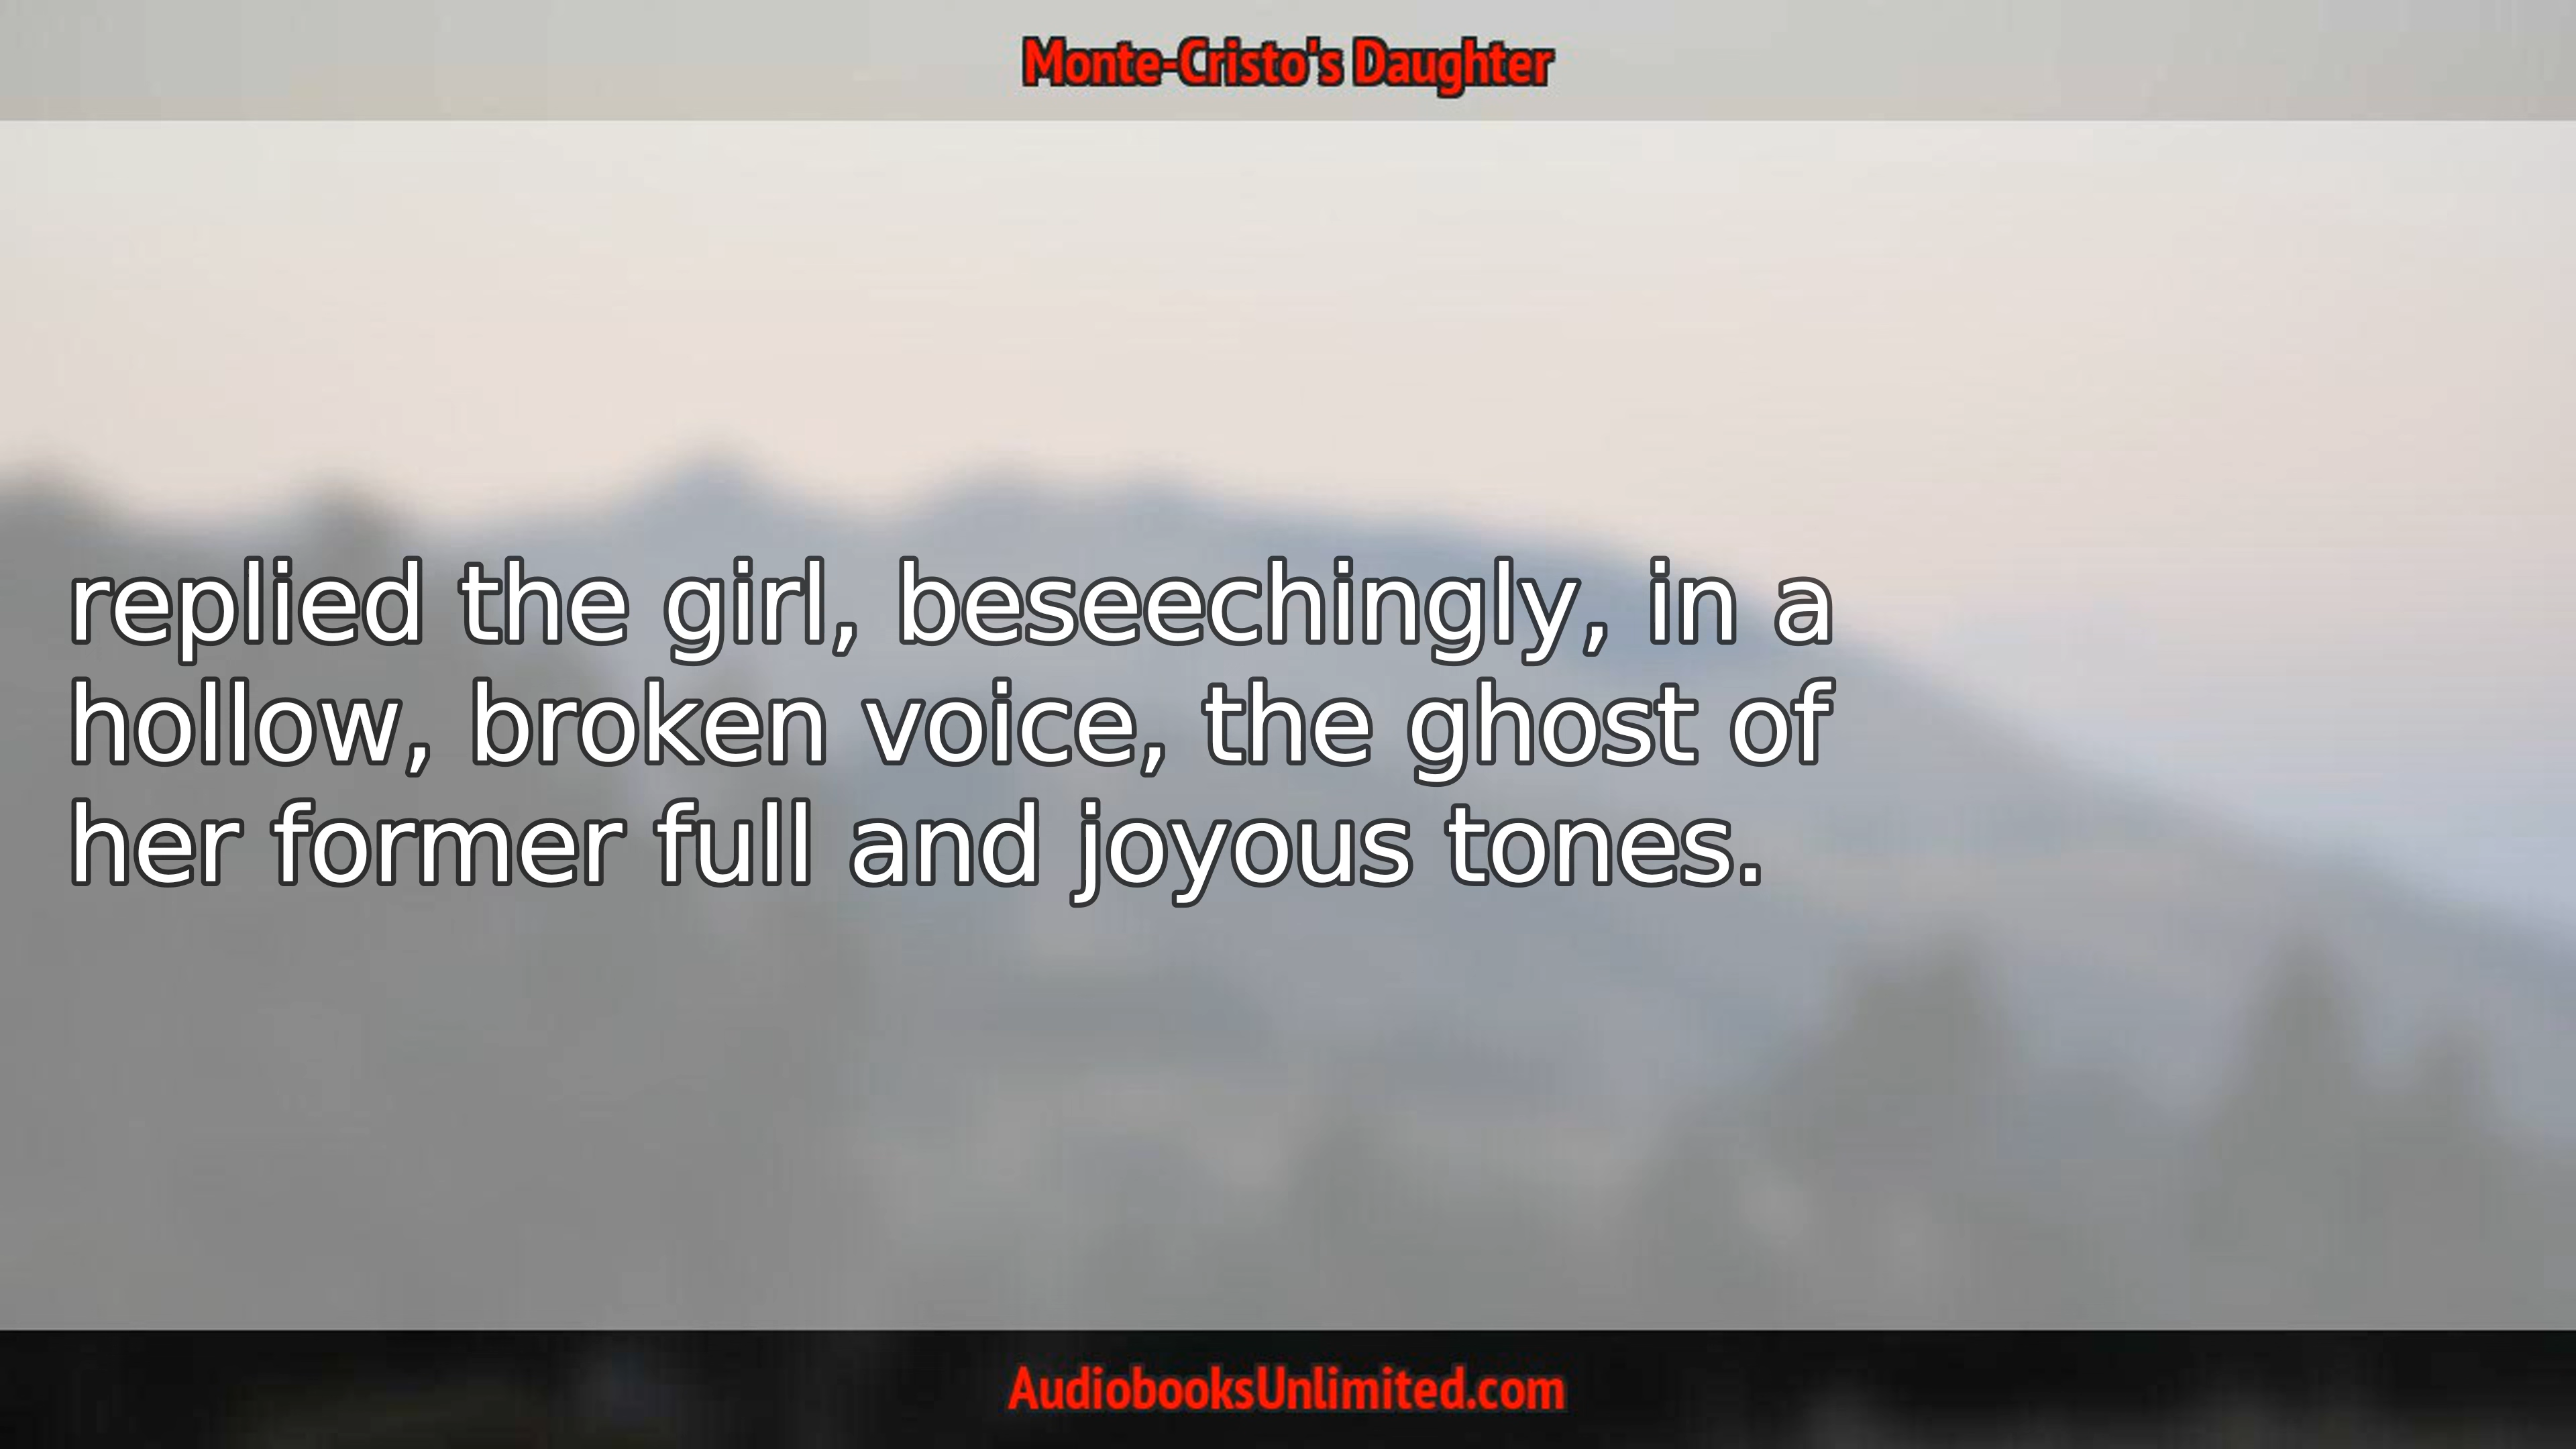 Monte-Cristo's Daughter
replied the girl, beseechingly, in a
hollow, broken voice, the ghost of
her former full and joyous tones.
AudiobooksUnlimited.com